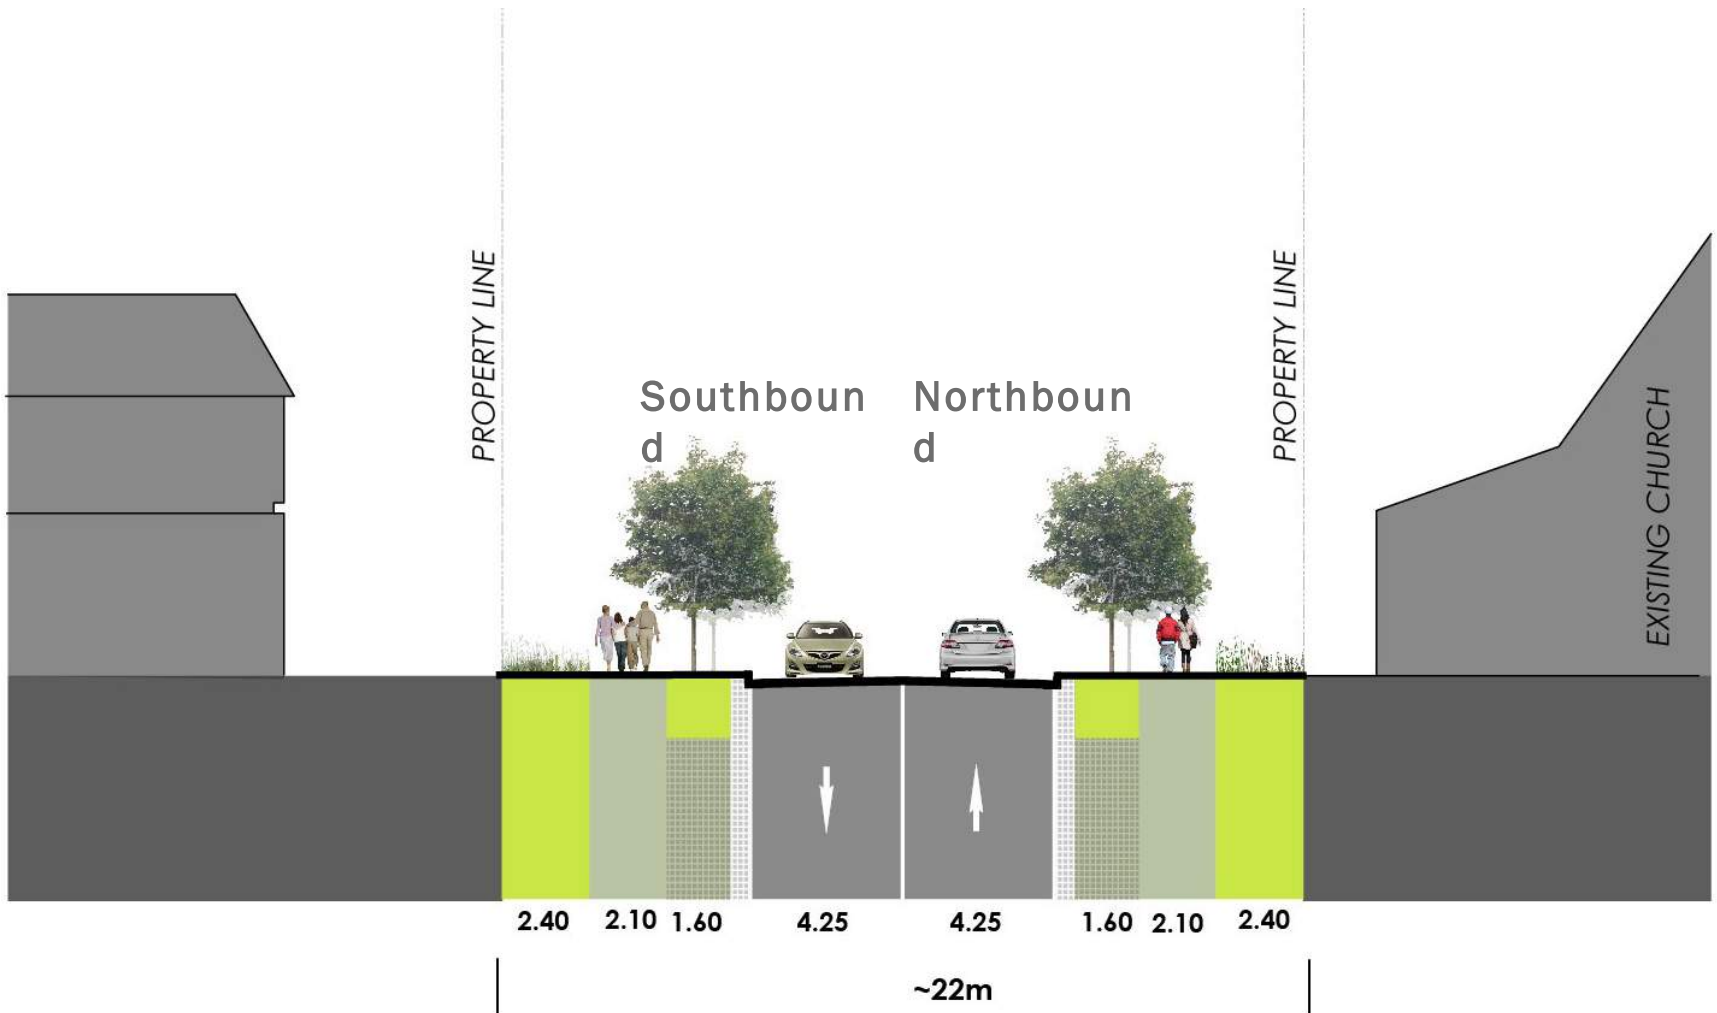 PROPERTY LINE
PROPERTY LINE
Southboun
d
Northboun
d
EXISTING CHURCH
2.40 2.10 1.60 4.25 4.25 1.60 2.10 2.40
~22m